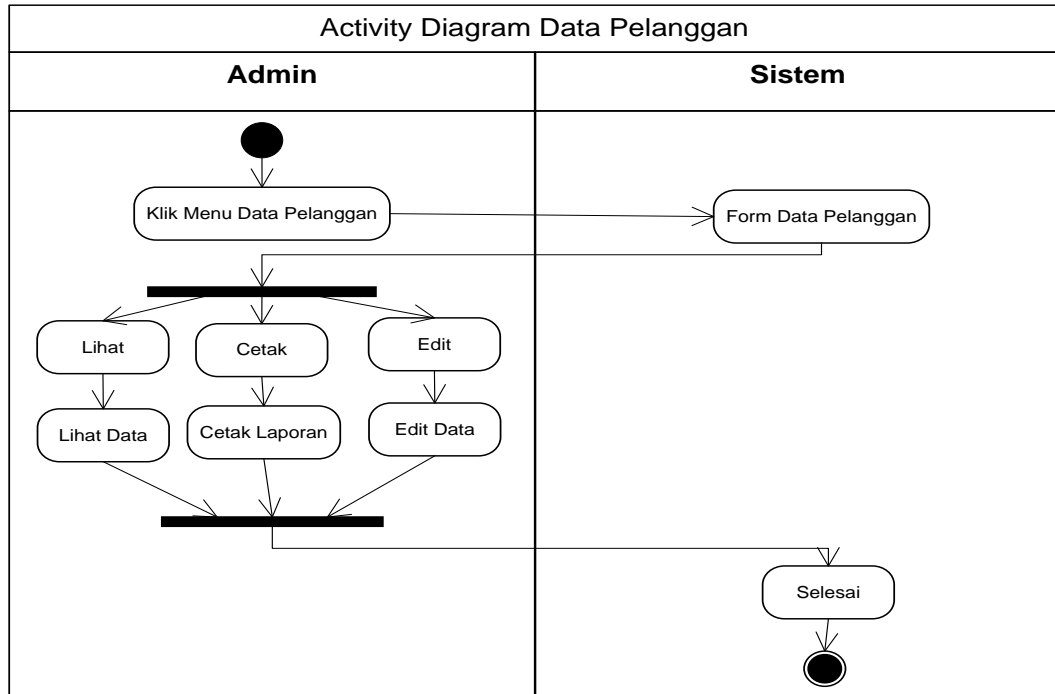 Activity Diagram Data Pelanggan
Admin
Sistem
Klik Menu Data Pelanggan
Form Data Pelanggan
Lihat
Cetak
Edit
Lihat Data
Cetak Laporan
Edit Data
Selesai